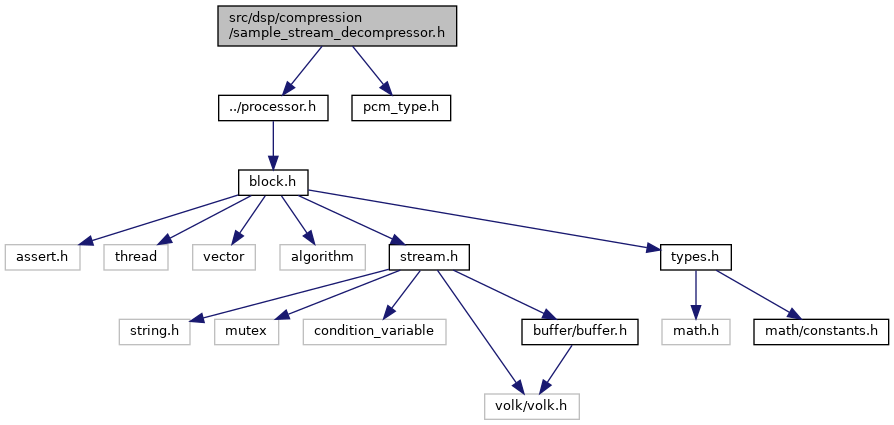 src/dsp/compression
/sample_stream_decompressor.h
../processor.h
pcm_type.h
block.h
assert.h
thread
vector
algorithm
stream.h
types.h
string.h
mutex
condition_variable
buffer/buffer.h
math.h
math/constants.h
volk/volk.h